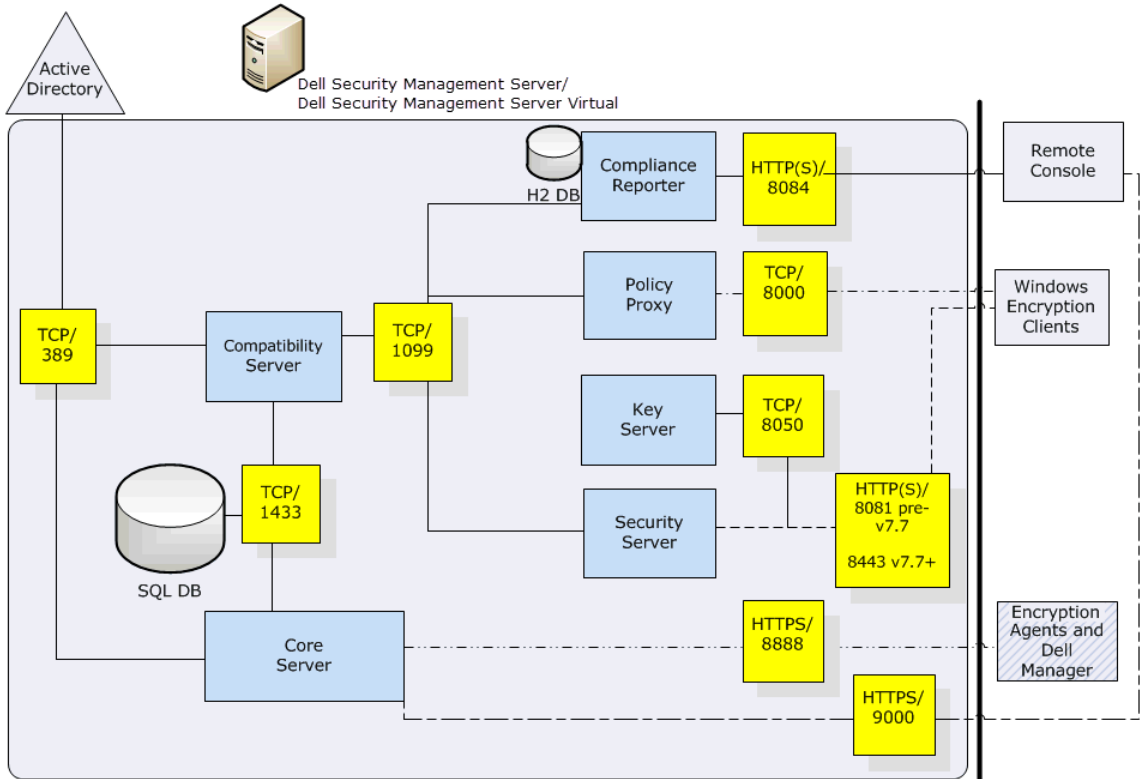 Active
Directory
Dell Security Management Server/
Dell Security Management Server Virtual
H2 DB
Compliance
Reporter
HTTP(S)/
8084
Remote
Console
Policy
Proxy
TCP/
8000
Windows
Encryption
Clients
TCP/
389
Compatibility
Server
TCP/
1099
Key
Server
TCP/
8050
SQL DB
TCP/
1433
Security
Server
HTTP(S)/
8081 pre-
v7.7
8443 v7.7+
Core
Server
HTTPS/
8888
Encryption
Agents and
Dell
Manager
HTTPS/
9000